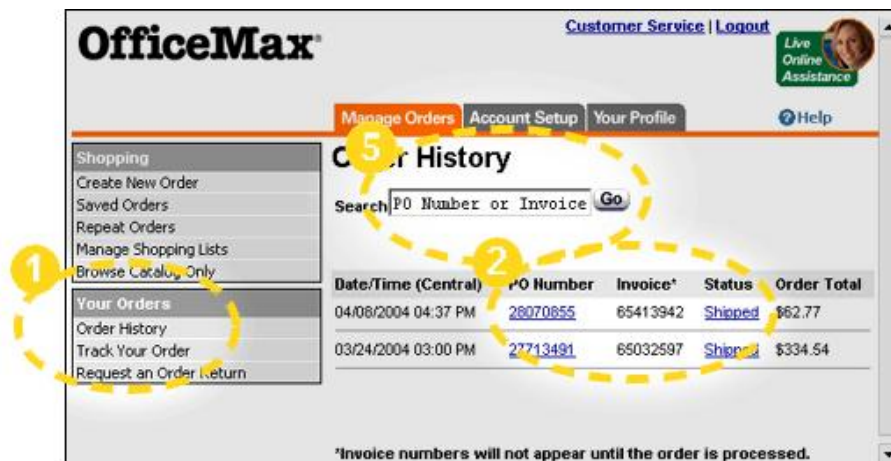 OfficeMax
Customer Service | Logout
Live
Online
Assistance
Manage Orders Account Setup Your Profile
?Help
Shopping
Create New Order
Saved Orders
Repeat Orders
Manage Shopping Lists
Browse Catalog Only
1
Your Orders
Order History
Track Your Order
Request an Order Return
5
Order History
Search PO Number or Invoice Go
2
Date/Time (Central) PO Number Invoice* Status Order Total
04/08/2004 04:37 PM 28070855 65413942 Shipped $62.77
03/24/2004 03:00 PM 27713491 65032597 Shipped $334.54
*Invoice numbers will not appear until the order is processed.